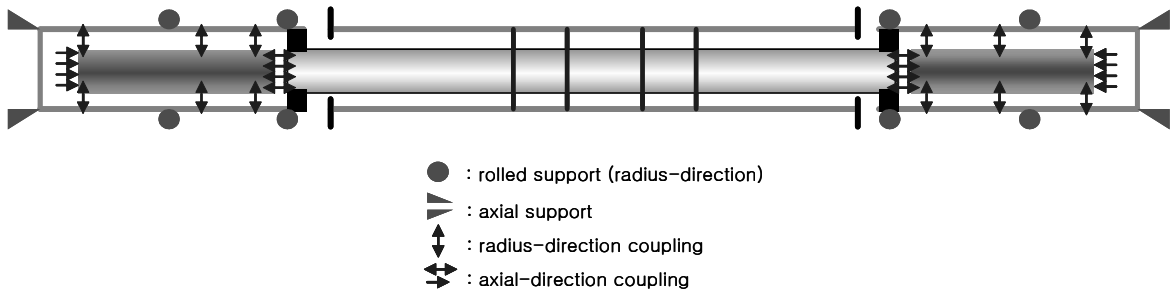 : rolled support (radius-direction)
: axial support
: radius-direction coupling
: axial-direction coupling